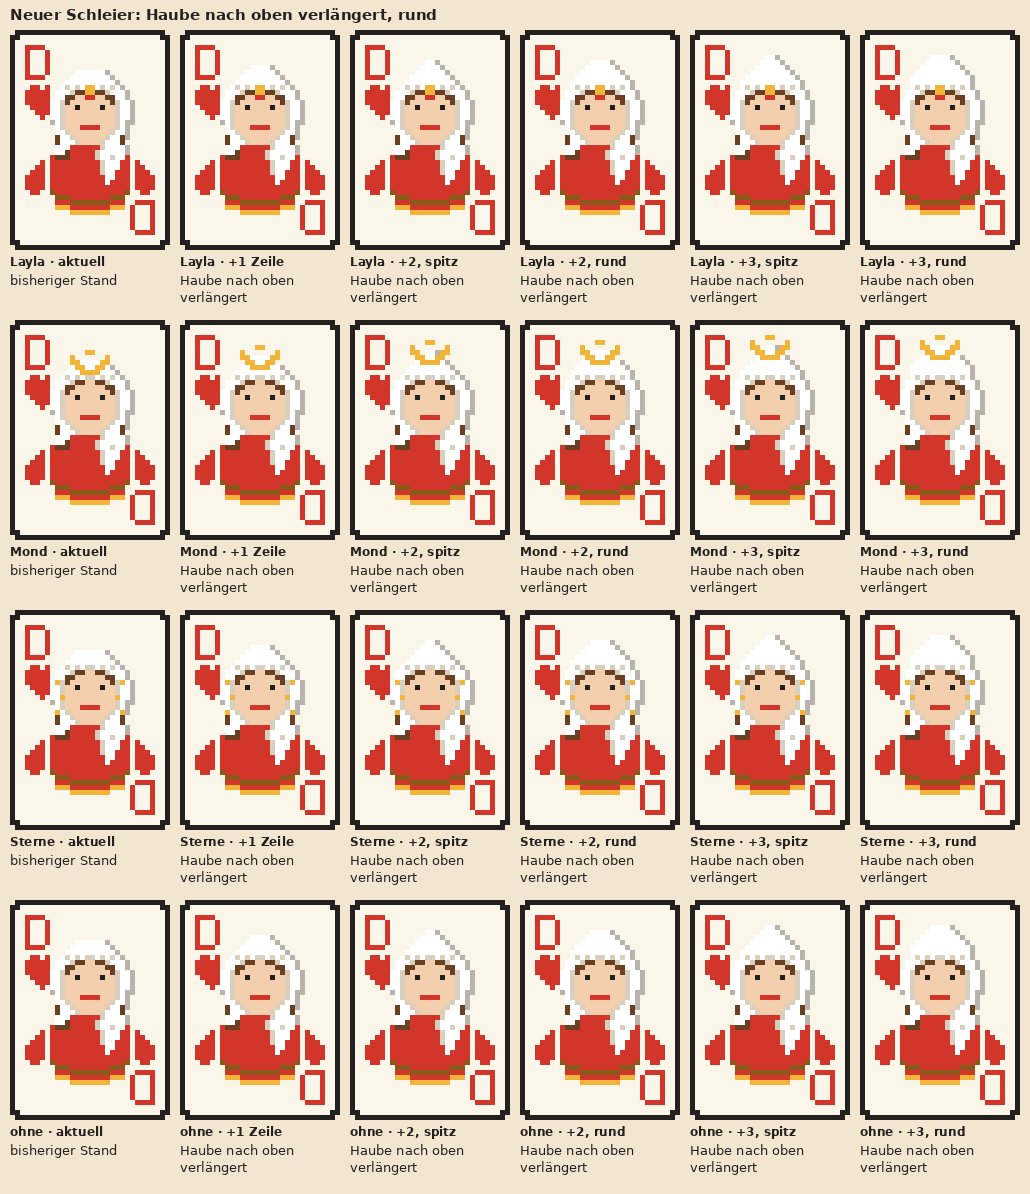 Neuer Schleier: Haube nach oben verlängert, rund
D D D D D D
D D D D D D
Layla · aktuell
bisheriger Stand
Layla · +1 Zeile
Haube nach oben
verlängert
Layla · +2, spitz
Haube nach oben
verlängert
Layla · +2, rund
Haube nach oben
verlängert
Layla · +3, spitz
Haube nach oben
verlängert
Layla · +3, rund
Haube nach oben
verlängert
D D D D D D
D D D D D D
Mond · aktuell
bisheriger Stand
Mond · +1 Zeile
Haube nach oben
verlängert
Mond · +2, spitz
Haube nach oben
verlängert
Mond · +2, rund
Haube nach oben
verlängert
Mond · +3, spitz
Haube nach oben
verlängert
Mond · +3, rund
Haube nach oben
verlängert
D D D D D D
D D D D D D
Sterne · aktuell
bisheriger Stand
Sterne · +1 Zeile
Haube nach oben
verlängert
Sterne · +2, spitz
Haube nach oben
verlängert
Sterne · +2, rund
Haube nach oben
verlängert
Sterne · +3, spitz
Haube nach oben
verlängert
Sterne · +3, rund
Haube nach oben
verlängert
D D D D D D
D D D D D D
ohne · aktuell
bisheriger Stand
ohne · +1 Zeile
Haube nach oben
verlängert
ohne · +2, spitz
Haube nach oben
verlängert
ohne · +2, rund
Haube nach oben
verlängert
ohne · +3, spitz
Haube nach oben
verlängert
ohne · +3, rund
Haube nach oben
verlängert